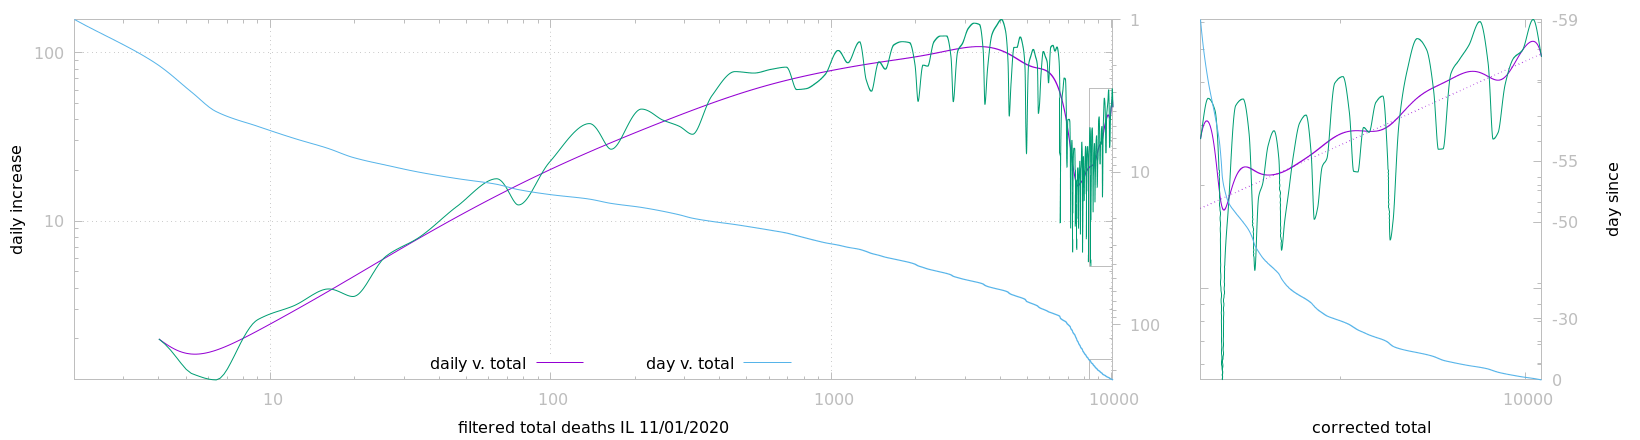 daily increase
100
10
1
10
100
daily v. total
day v. total
10
100
1000
10000
filtered total deaths IL 11/01/2020
-59
-55
-50
-30
0
day since
10000
corrected total